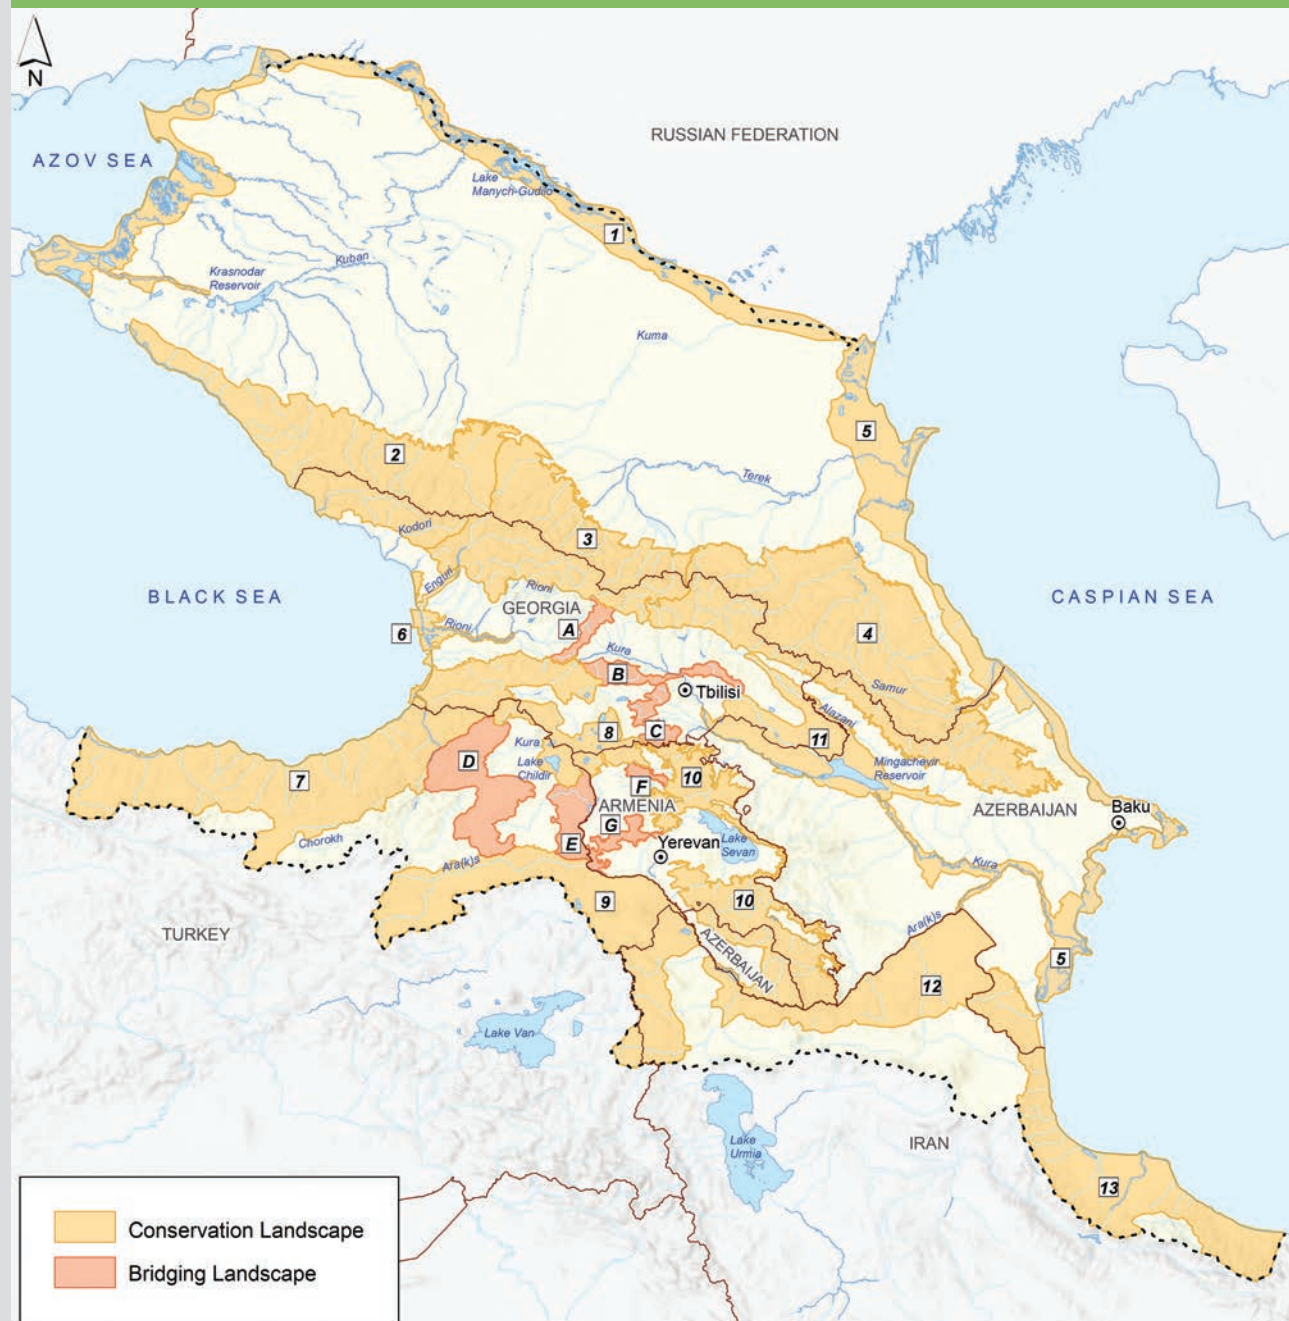 N
RUSSIAN FEDERATION
AZOV SEA
Lake
Manych-Gudilo
1
Kuban
Krasnodar
Reservoir
Kuma
5
2
Terek
Kodori
3
Enguri
Rioni
BLACK SEA
GEORGIA
CASPIAN SEA
6
Rioni
A
4
Kura
B
Samur
Tbilisi
Alazani
8
C
11
Kura
D
Lake
Childir
Mingachevir
Reservoir
7
10
F
ARMENIA
AZERBAIJAN
Baku
G
Chorokh
E
Yerevan
Lake
Sevan
Ara(k)s
Kura
9
10
Ara(k)s
TURKEY
AZERBAIJAN
5
12
Lake Van
IRAN
Lake
Urmia
13
Conservation Landscape
Bridging Landscape